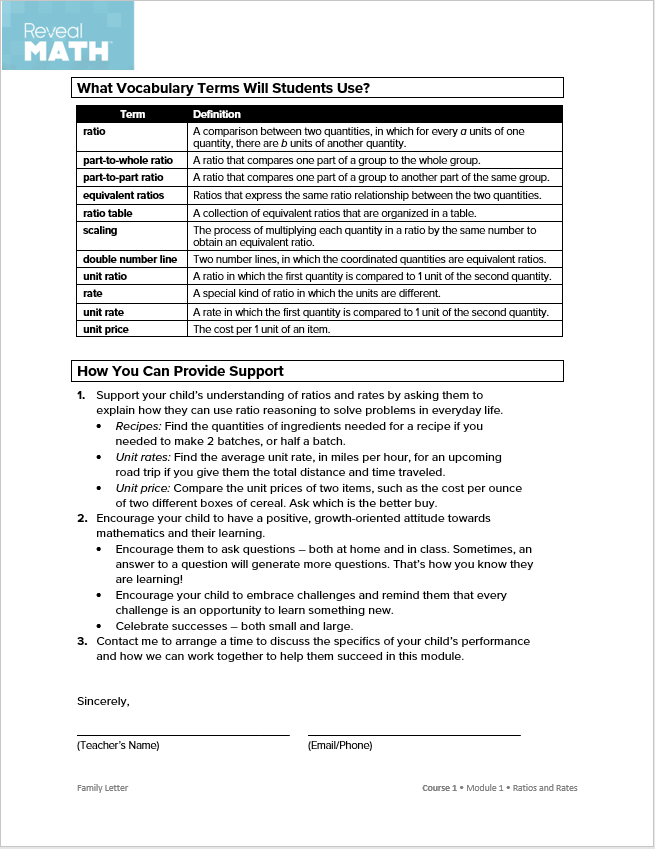 Reveal
MATH
What Vocabulary Terms Will Students Use?
Term Definition
ratio A comparison between two quantities, in which for every a units of one
quantity, there are b units of another quantity.
part-to-whole ratio A ratio that compares one part of a group to the whole group.
part-to-part ratio A ratio that compares one part of a group to another part of the same group.
equivalent ratios Ratios that express the same ratio relationship between the two quantities.
ratio table A collection of equivalent ratios that are organized in a table.
scaling The process of multiplying each quantity in a ratio by the same number to
obtain an equivalent ratio.
double number line Two number lines, in which the coordinated quantities are equivalent ratios.
unit ratio A ratio in which the first quantity is compared to 1 unit of the second quantity.
rate A special kind of ratio in which the units are different.
unit rate A rate in which the first quantity is compared to 1 unit of the second quantity.
unit price The cost per 1 unit of an item.
How You Can Provide Support
1. Support your child's understanding of ratios and rates by asking them to
explain how they can use ratio reasoning to solve problems in everyday life.
• Recipes: Find the quantities of ingredients needed for a recipe if you
needed to make 2 batches, or half a batch.
• Unit rates: Find the average unit rate, in miles per hour, for an upcoming
road trip if you give them the total distance and time traveled.
• Unit price: Compare the unit prices of two items, such as the cost per ounce
of two different boxes of cereal. Ask which is the better buy.
2. Encourage your child to have a positive, growth-oriented attitude towards
mathematics and their learning.
• Encourage them to ask questions – both at home and in class. Sometimes, an
answer to a question will generate more questions. That's how you know they
are learning!
• Encourage your child to embrace challenges and remind them that every
challenge is an opportunity to learn something new.
• Celebrate successes – both small and large.
3. Contact me to arrange a time to discuss the specifics of your child's performance
and how we can work together to help them succeed in this module.
Sincerely,
(Teacher's Name) (Email/Phone)
Family Letter Course 1 • Module 1 • Ratios and Rates